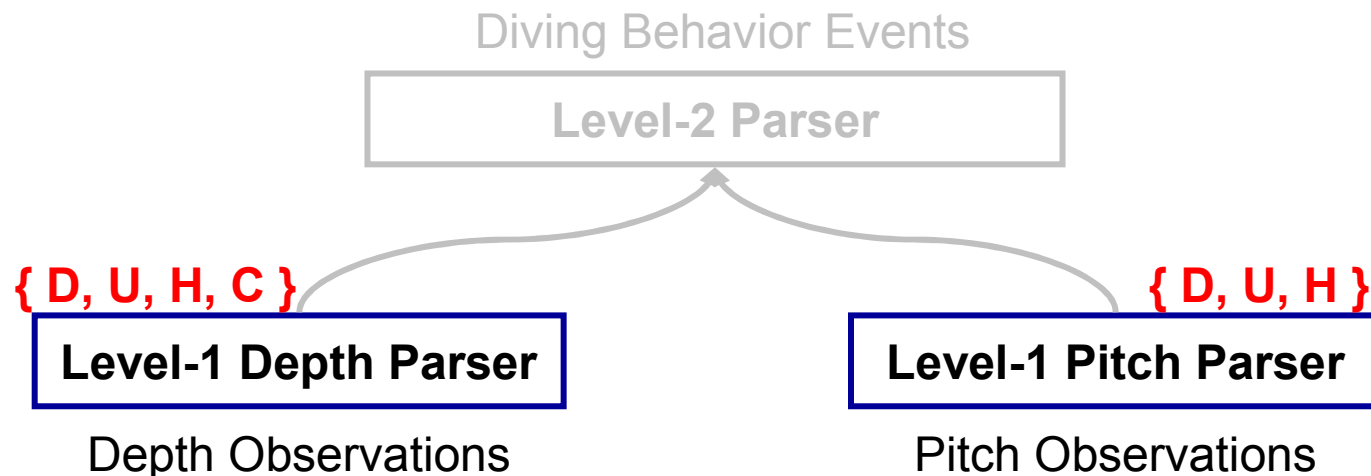 Diving Behavior Events
Level-2 Parser
{ D, U, H, C }
{ D, U, H }
Level-1 Depth Parser
Level-1 Pitch Parser
Depth Observations
Pitch Observations